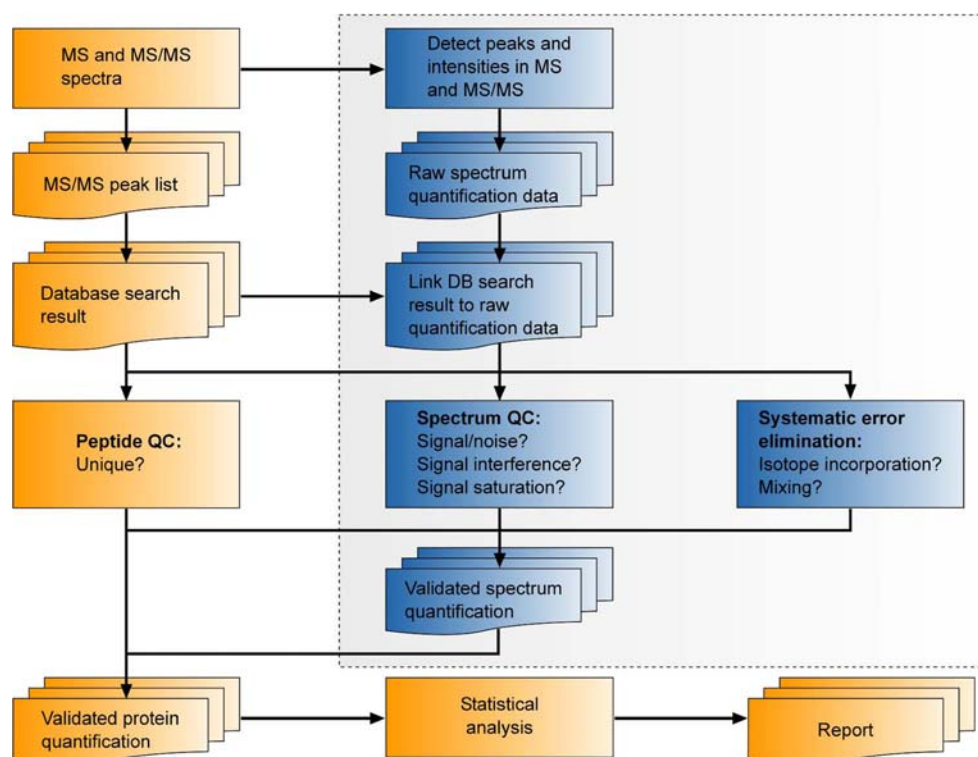 MS and MS/MS
spectra
Detect peaks and
intensities in MS
and MS/MS
MS/MS peak list
Raw spectrum
quantification data
Database search
result
Link DB search
result to raw
quantification data
Peptide QC:
Unique?
Spectrum QC:
Signal/noise?
Signal interference?
Signal saturation?
Systematic error
elimination:
Isotope incorporation?
Mixing?
Validated spectrum
quantification
Validated protein
quantification
Statistical
analysis
Report